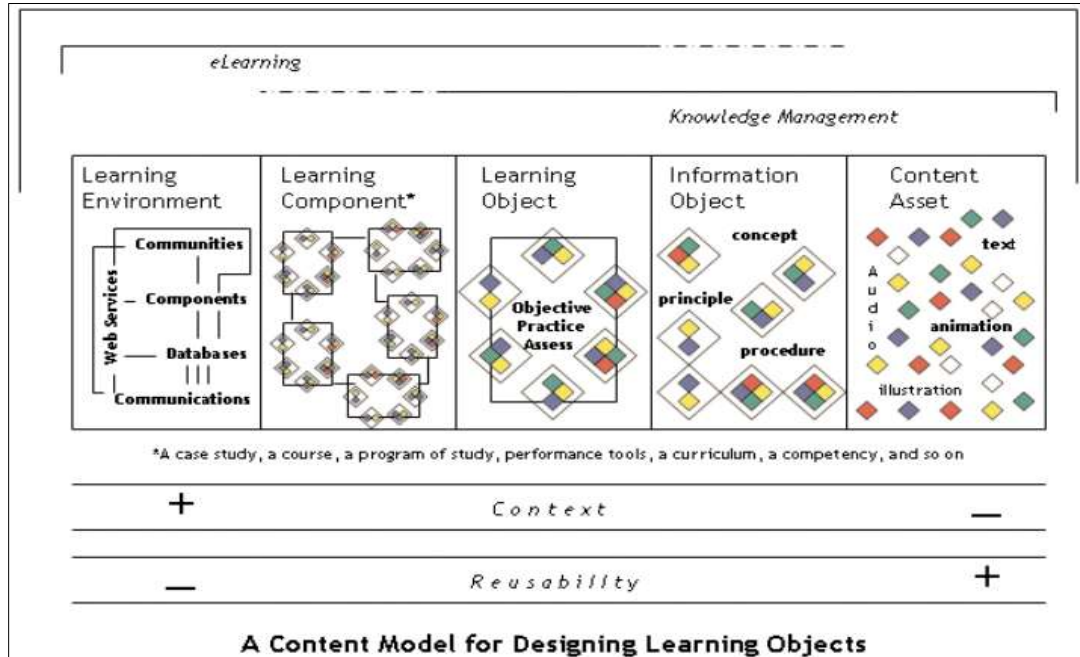 eLearning
Knowledge Management
Learning
Environment
Communities
Web Services
Components
Databases
Communications
Learning
Component*
Learning
Object
Objective
Practice
Assess
Information
Object
concept
principle
procedure
Content
Asset
text
Audio
animation
illustration
*A case study, a course, a program of study, performance tools, a curriculum, a competency, and so on
+ Context —
— Reusability +
A Content Model for Designing Learning Objects